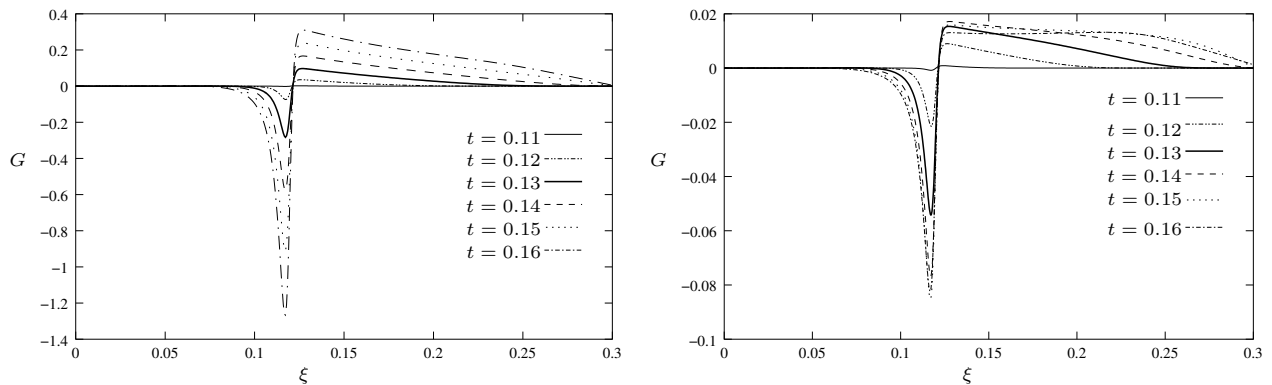 0.4
0.2
0
−0.2
−0.4
−0.6
−0.8
−1
−1.2
−1.4
G
0 0.05 0.1 0.15 0.2 0.25 0.3
ξ
t = 0.11
t = 0.12
t = 0.13
t = 0.14
t = 0.15
t = 0.16
0.02
0
−0.02
−0.04
−0.06
−0.08
−0.1
G
0 0.05 0.1 0.15 0.2 0.25 0.3
ξ
t = 0.11
t = 0.12
t = 0.13
t = 0.14
t = 0.15
t = 0.16